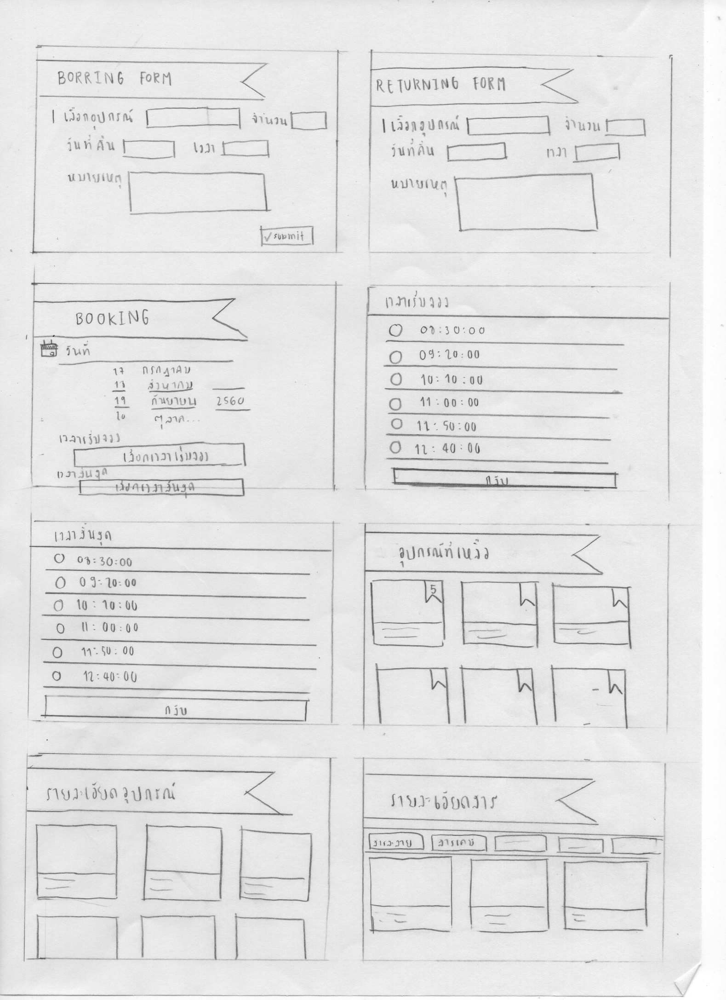 BORRING FORM
1 เลือกอุปกรณ์ จำนวน
วันที่คืน เวลา
หมายเหตุ
✓ submit
RETURNING FORM
1 เลือกอุปกรณ์ จำนวน
วันที่คืน เวลา
หมายเหตุ
BOOKING
วันที่
17 กรกฎาคม
18 สิงหาคม
19 กันยายน 2560
20 ตุลาค...
เวลาเริ่มจอง
เลือกเวลาเริ่มจอง
เวลาสิ้นสุด
เลือกเวลาสิ้นสุด
เวลาเริ่มจอง
08:30:00
09:20:00
10:10:00
11:00:00
11:50:00
12:40:00
กลับ
เวลาสิ้นสุด
08:30:00
09:20:00
10:10:00
11:00:00
11:50:00
12:40:00
กลับ
อุปกรณ์ที่เหลือ
5
รายละเอียดอุปกรณ์
รายละเอียดสาร
สารละลาย สารเคมี